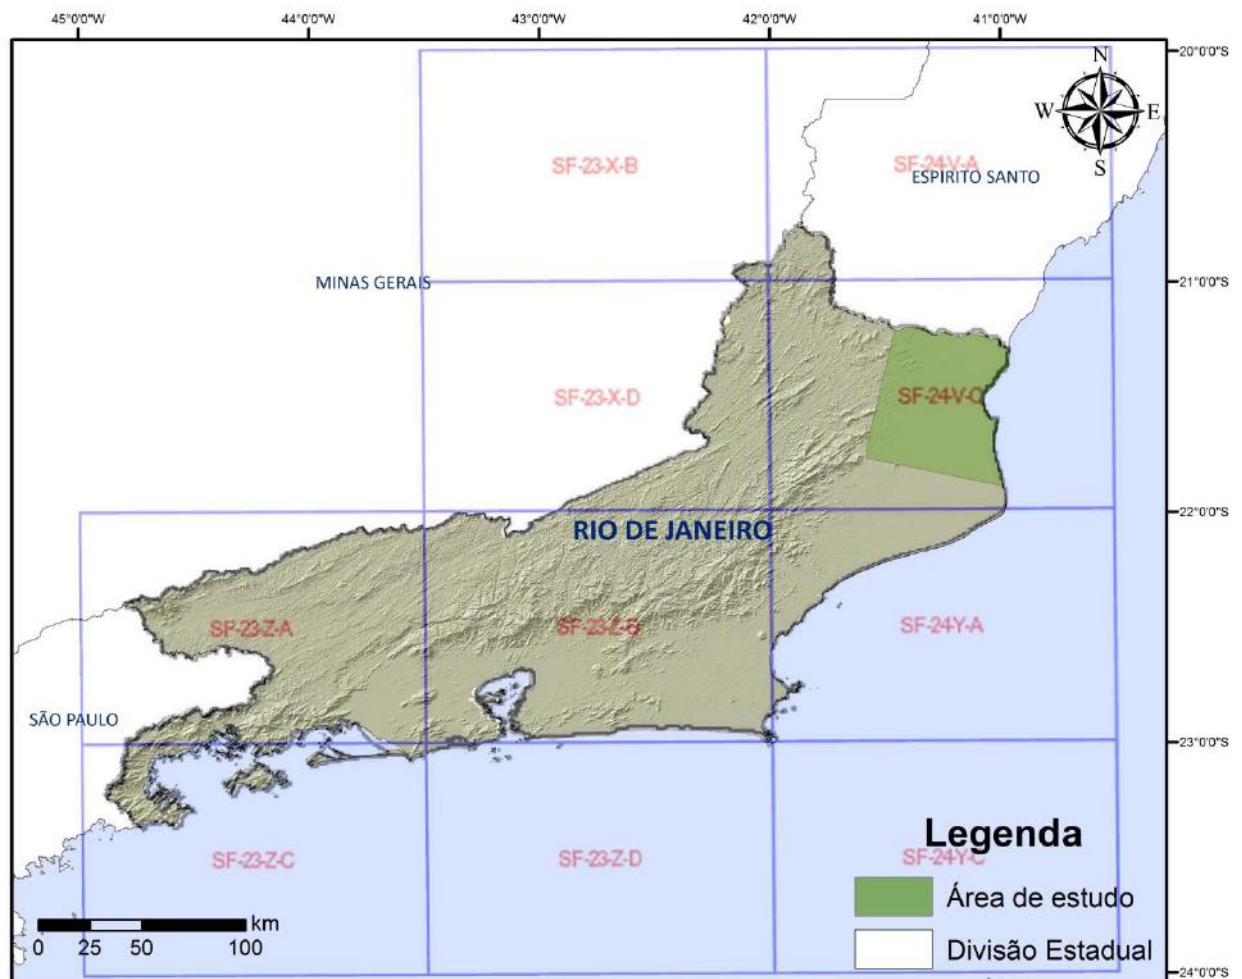 45°0'0"W 44°0'0"W 43°0'0"W 42°0'0"W 41°0'0"W
20°0'0"S
N
W E
S
SF-23-X-B SF-24-V-A
ESPÍRITO SANTO
MINAS GERAIS
21°0'0"S
SF-23-X-D SF-24-V-C
22°0'0"S
RIO DE JANEIRO
SF-23-Z-A SF-23-Z-B SF-24-Y-A
SÃO PAULO
23°0'0"S
Legenda
SF-23-Z-C SF-23-Z-D SF-24-Y-C
Área de estudo
km
0 25 50 100
Divisão Estadual
24°0'0"S